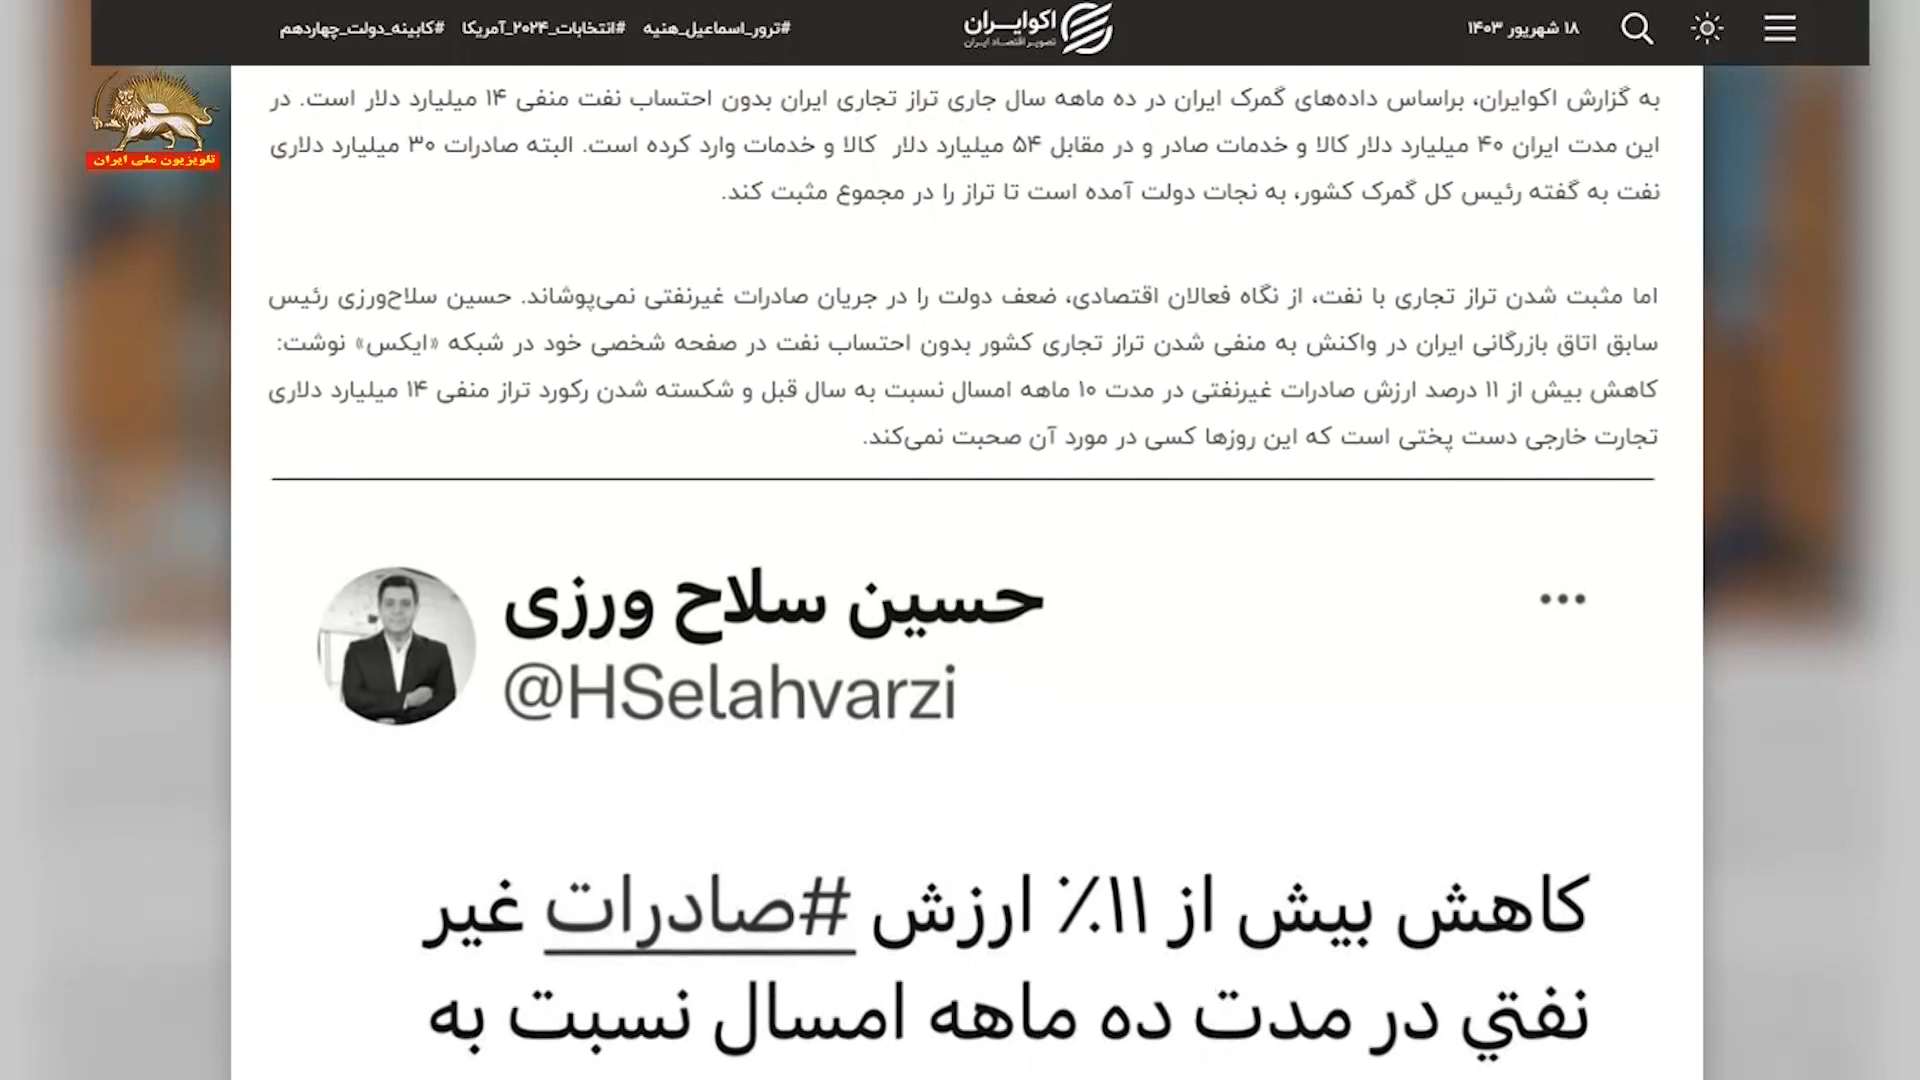 ۱۸ شهریور ۱۴۰۳
اکوایران
تصویر اقتصاد ایران
#ترور_اسماعیل_هنیه #انتخابات_۲۰۲۴_آمریکا #کابینه_دولت_چهاردهم
تلویزیون ملی ایران
به گزارش اکوایران، براساس داده‌های گمرک ایران در ده ماهه سال جاری تراز تجاری ایران بدون احتساب نفت منفی ۱۴ میلیارد دلار است. در
این مدت ایران ۴۰ میلیارد دلار کالا و خدمات صادر و در مقابل ۵۴ میلیارد دلار کالا و خدمات وارد کرده است. البته صادرات ۳۰ میلیارد دلاری
نفت به گفته رئیس کل گمرک کشور، به نجات دولت آمده است تا تراز را در مجموع مثبت کند.
اما مثبت شدن تراز تجاری با نفت، از نگاه فعالان اقتصادی، ضعف دولت را در جریان صادرات غیرنفتی نمی‌پوشاند. حسین سلاح‌ورزی رئیس
سابق اتاق بازرگانی ایران در واکنش به منفی شدن تراز تجاری کشور بدون احتساب نفت در صفحه شخصی خود در شبکه «ایکس» نوشت:
کاهش بیش از ۱۱ درصد ارزش صادرات غیرنفتی در مدت ۱۰ ماهه امسال نسبت به سال قبل و شکسته شدن رکورد تراز منفی ۱۴ میلیارد دلاری
تجارت خارجی دست پختی است که این روزها کسی در مورد آن صحبت نمی‌کند.
حسین سلاح ورزی
@HSelahvarzi
کاهش بیش از ۱۱٪ ارزش #صادرات غیر
نفتي در مدت ده ماهه امسال نسبت به